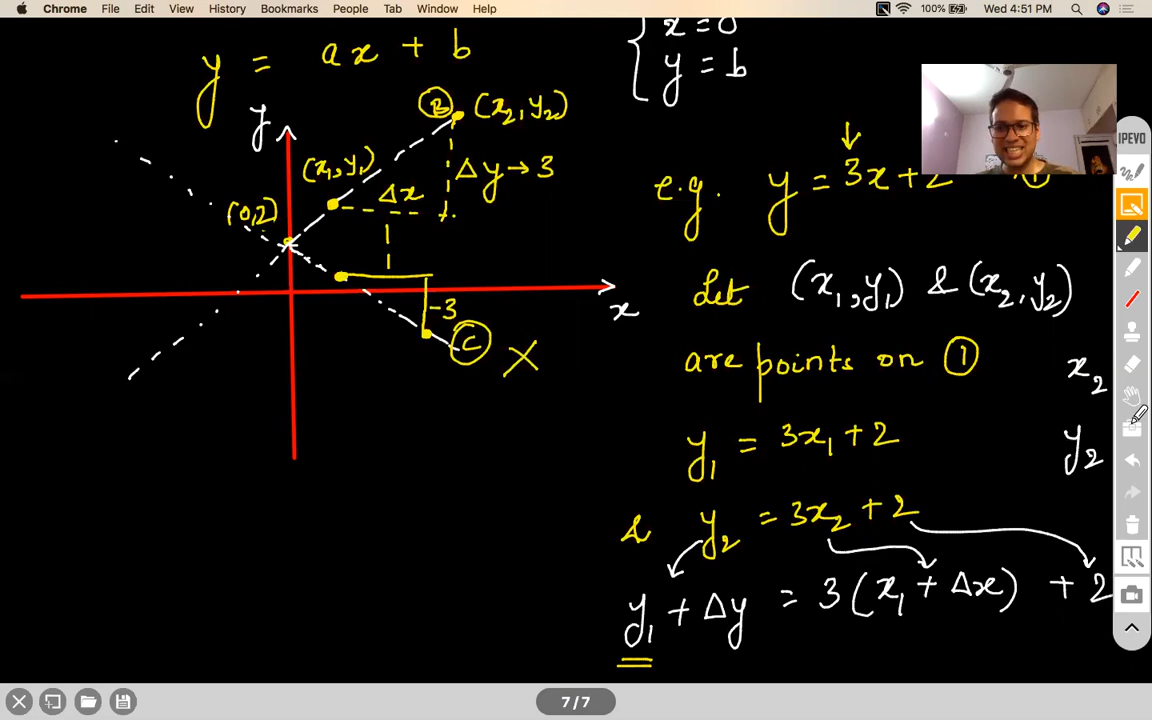 Chrome File Edit View History Bookmarks People Tab Window Help 100% Wed 4:51 PM
y = ax + b
y
B (x₂, y₂)
(x₁, y₁)
Δy → 3
Δx
(0,2)
x
-3
C X
x = 0
y = b
e.g. y = 3x + 2 ①
Let (x₁, y₁) & (x₂, y₂)
are points on ①
x₂
y₁ = 3x₁ + 2
y₂
& y₂ = 3x₂ + 2
y₁ + Δy = 3(x₁ + Δx) + 2
IPEVO
7 / 7